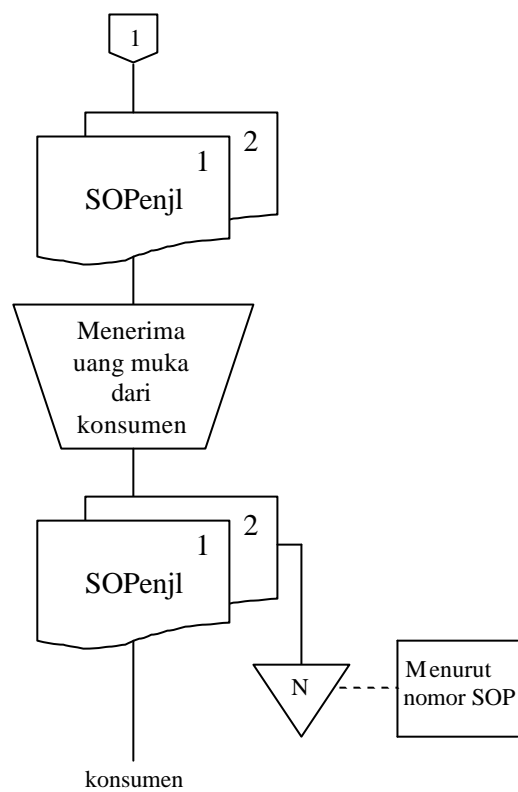 1
2
1
SOPenjl
Menerima
uang muka
dari
konsumen
2
1
SOPenjl
N
Menurut
nomor SOP
konsumen